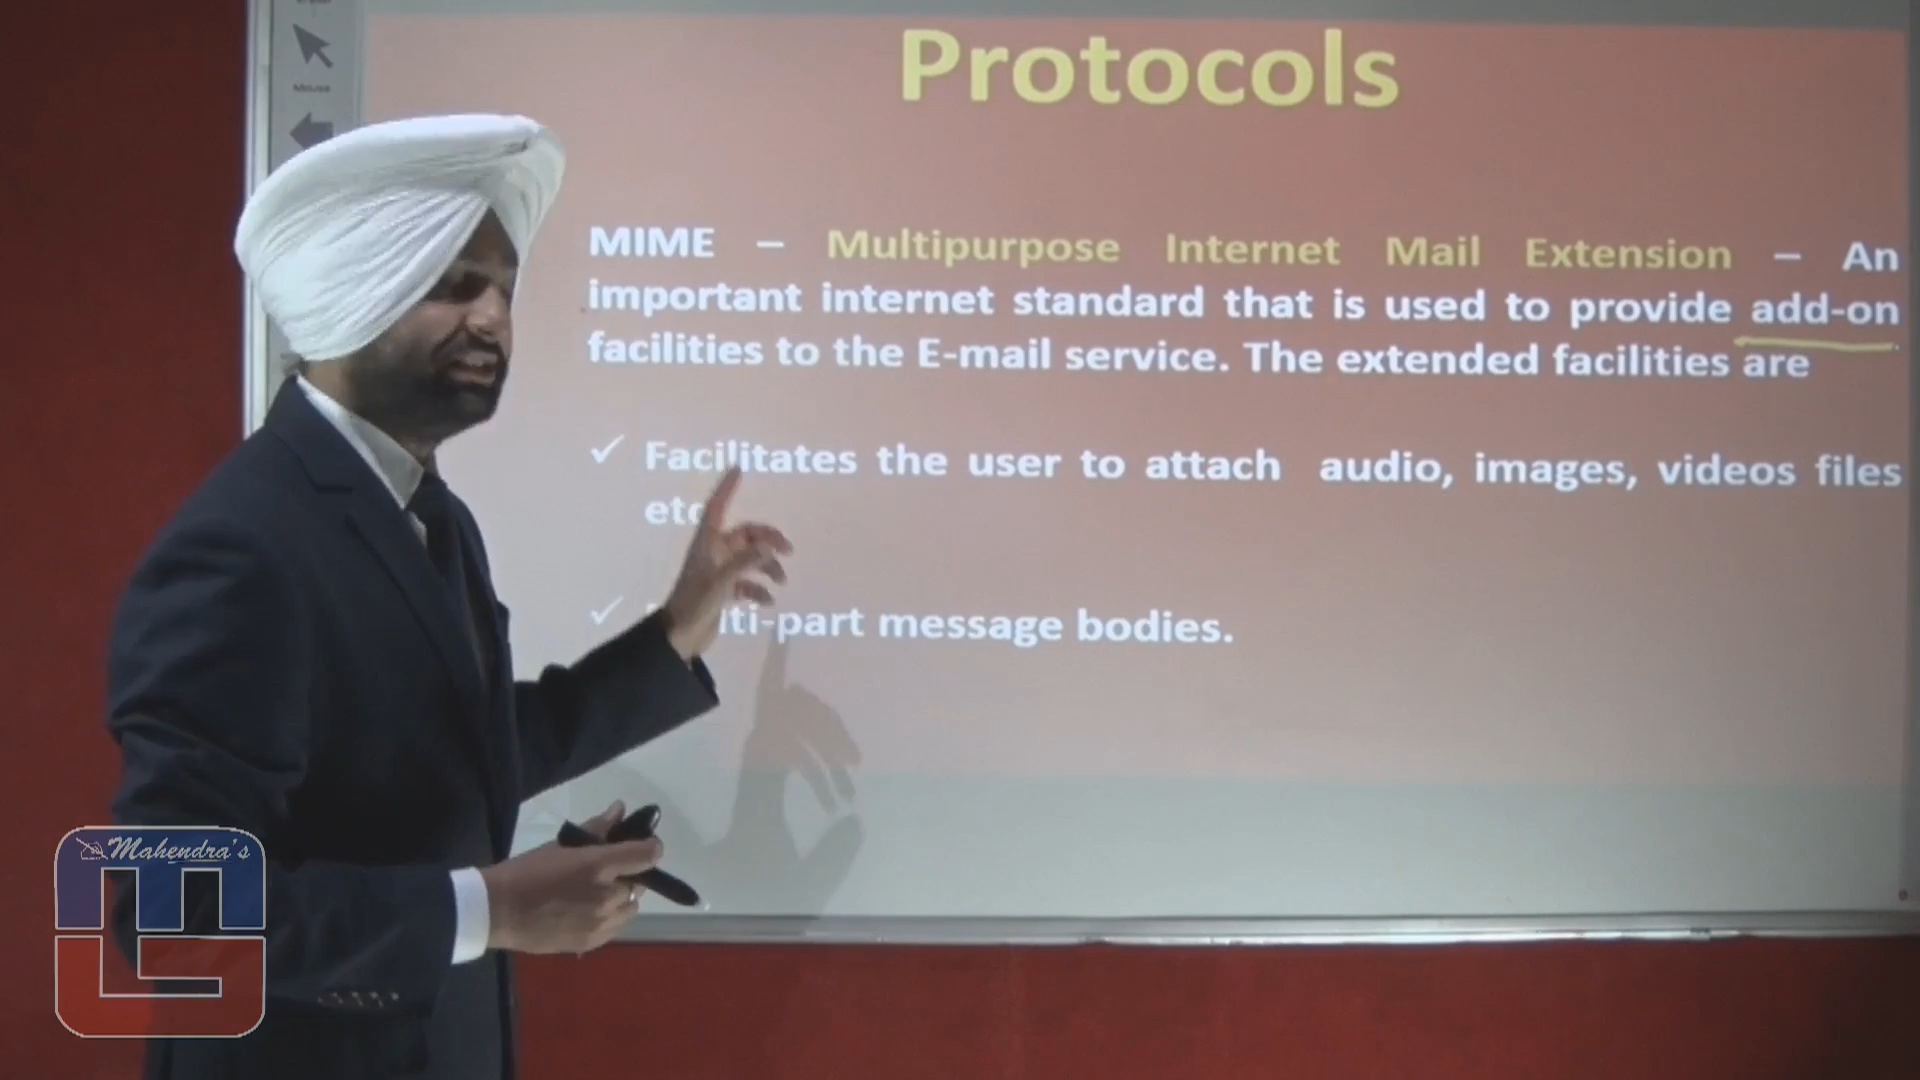 Mouse
Protocols
MIME – Multipurpose Internet Mail Extension – An
important internet standard that is used to provide add-on
facilities to the E-mail service. The extended facilities are
✓ Facilitates the user to attach audio, images, videos files
etc
✓ lti-part message bodies.
Mahendra's